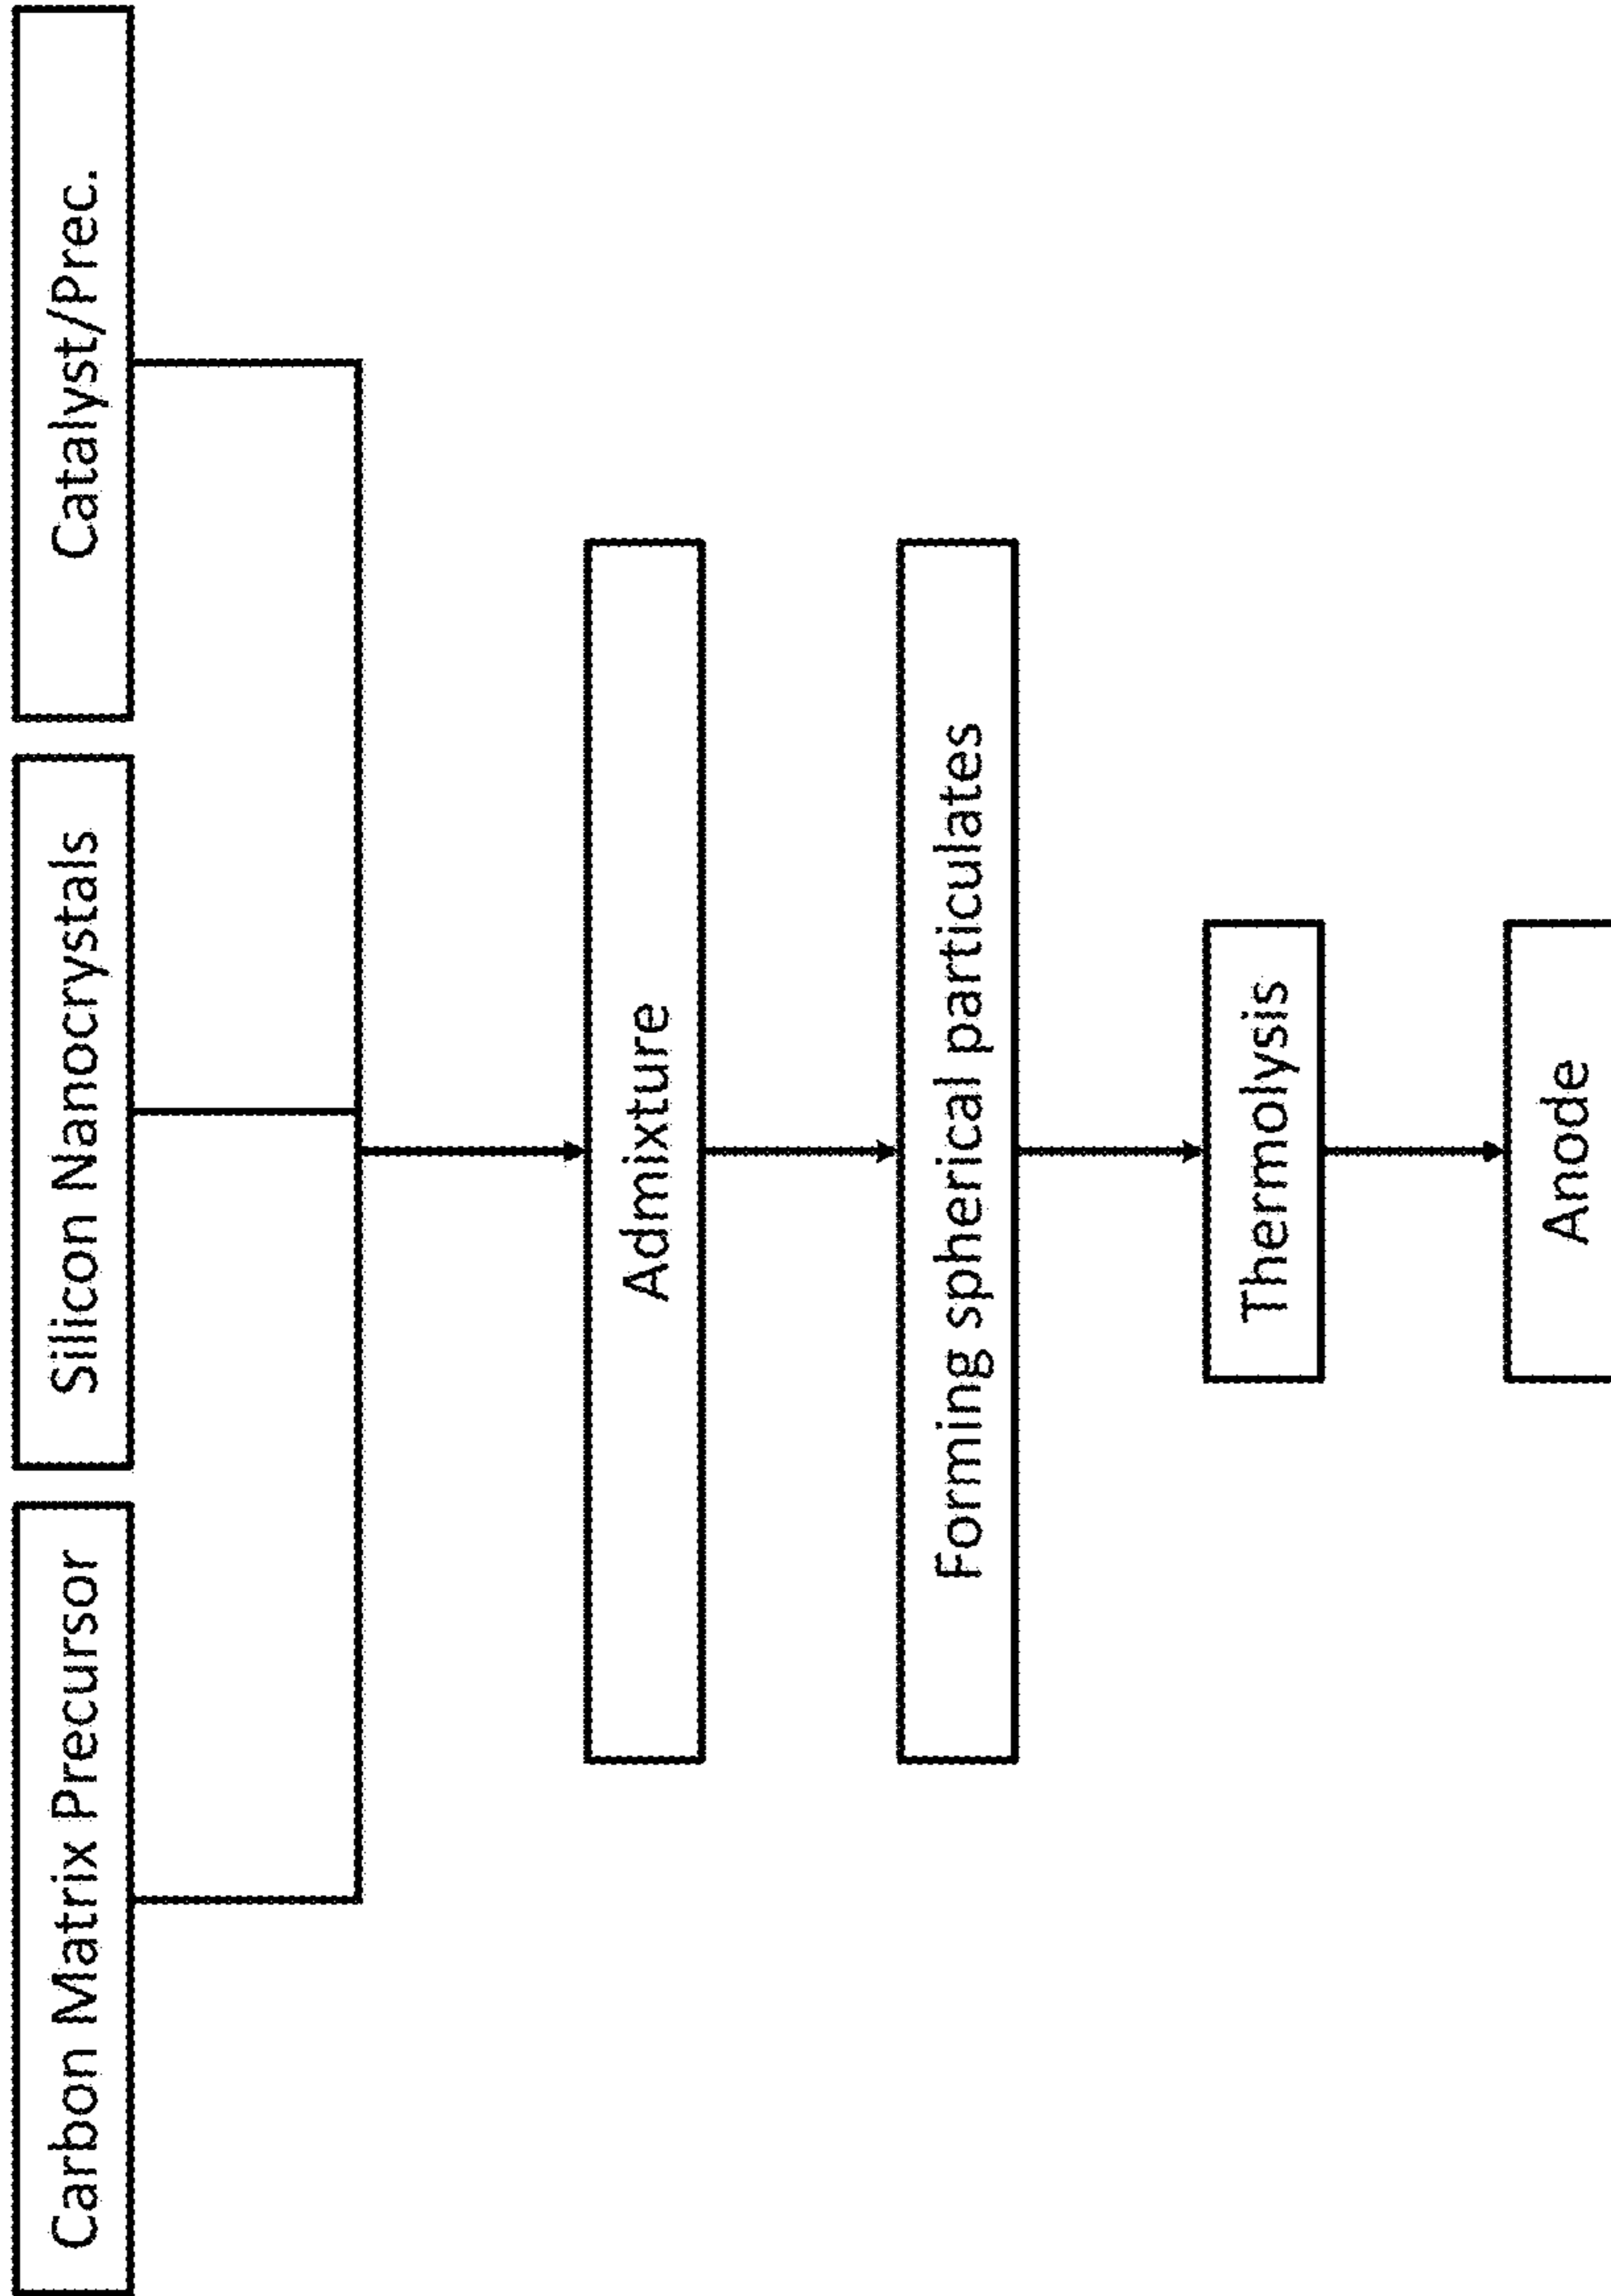 Carbon Matrix Precursor
Silicon Nanocrystals
Catalyst/Prec.
Admixture
Forming spherical particulates
Thermolysis
Anode